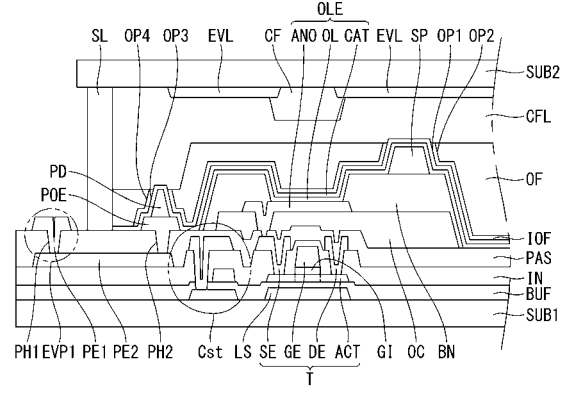 OLE
SL OP4 OP3 EVL CF ANO OL CAT EVL SP OP1 OP2
SUB2
CFL
PD
POE
OF
IOF
PAS
IN
BUF
SUB1
PH1 EVP1 PE1 PE2 PH2 Cst LS SE GE DE ACT GI OC BN
T